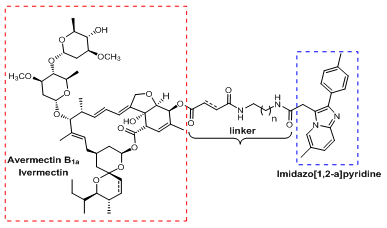 OH
O
O
OCH₃
H₃CO
O
O
O
O
H
O
O
O
HO
O
O
H
N
H
( )n
H
N
O
N
N
O
O
H
O
O
linker
Avermectin B₁ₐ
Ivermectin
Imidazo[1,2-a]pyridine